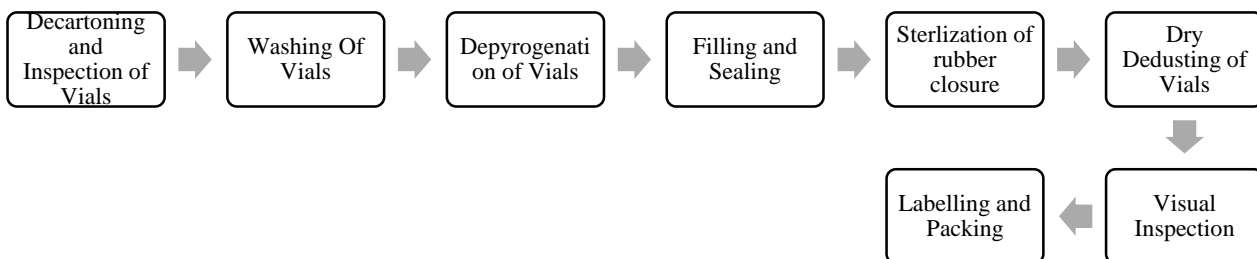 Decartoning
and
Inspection of
Vials
Washing Of
Vials
Depyrogenati
on of Vials
Filling and
Sealing
Sterlization of
rubber
closure
Dry
Dedusting of
Vials
Visual
Inspection
Labelling and
Packing